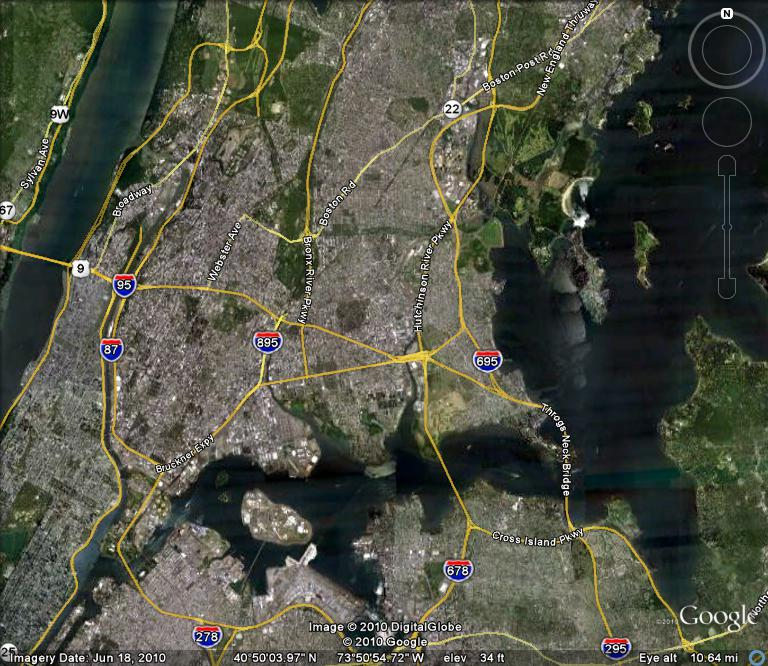 N
Boston Post Rd
New England Thruway
22
9W
Sylvan Ave
67
Broadway
Boston Rd
Webster Ave
Bronx River Pkwy
Hutchinson River Pkwy
9
95
87
895
695
Throgs Neck Bridge
Bruckner Expy
Cross Island Pkwy
678
278
295
Image © 2010 DigitalGlobe
© 2010 Google
© 2010 Google
Imagery Date: Jun 18, 2010 40°50'03.97" N 73°50'54.72" W elev 34 ft Eye alt 10.64 mi